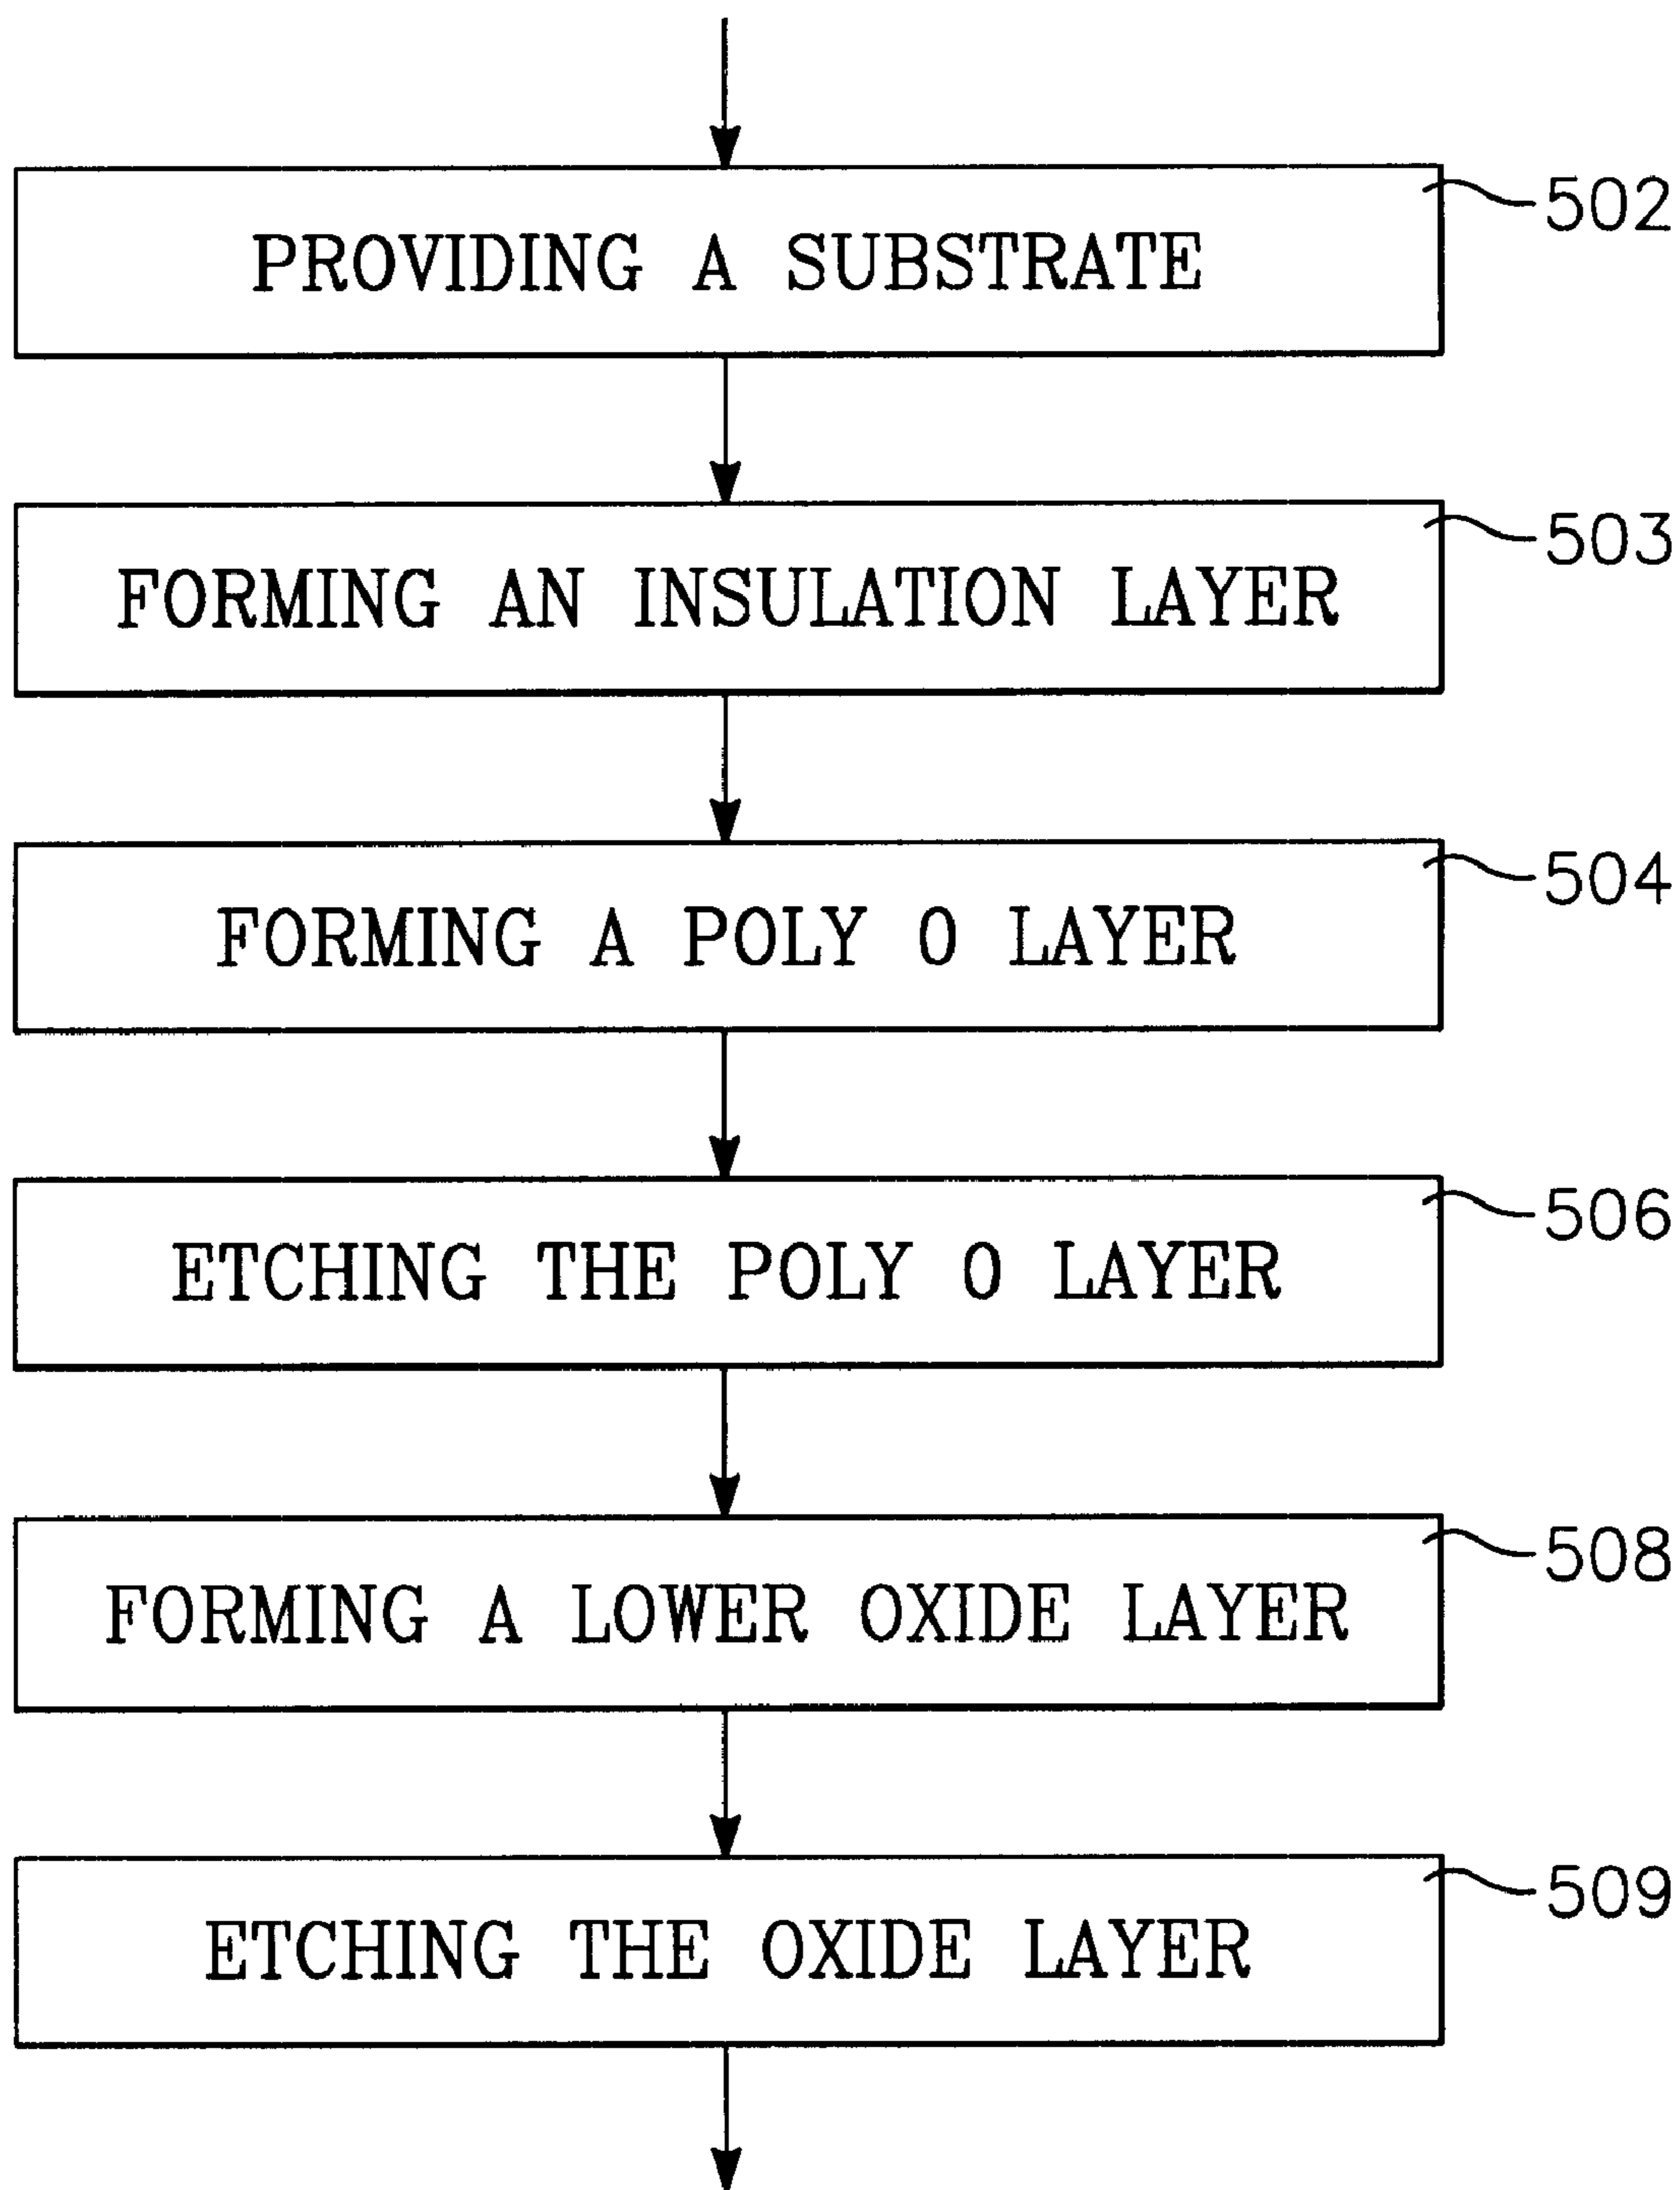 PROVIDING A SUBSTRATE
502
FORMING AN INSULATION LAYER
503
FORMING A POLY 0 LAYER
504
ETCHING THE POLY 0 LAYER
506
FORMING A LOWER OXIDE LAYER
508
ETCHING THE OXIDE LAYER
509